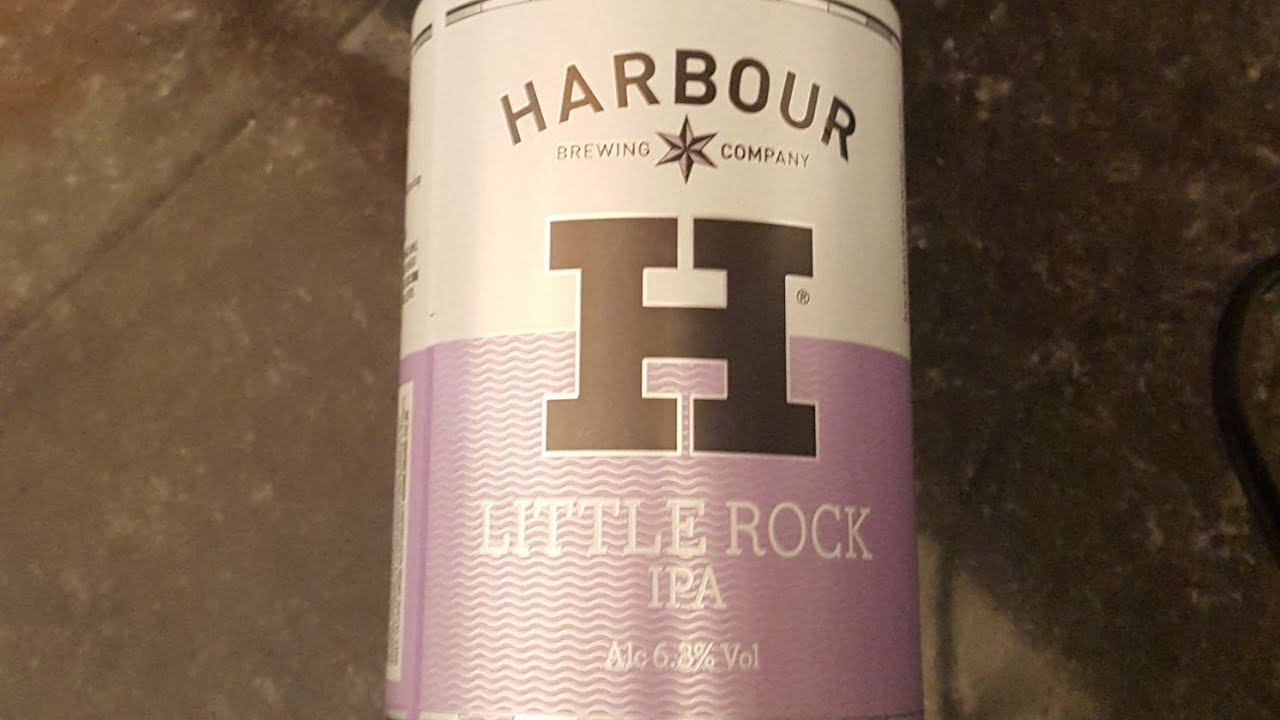 HARBOUR
BREWING COMPANY
H
®
LITTLE ROCK
IPA
Alc 6.8% Vol